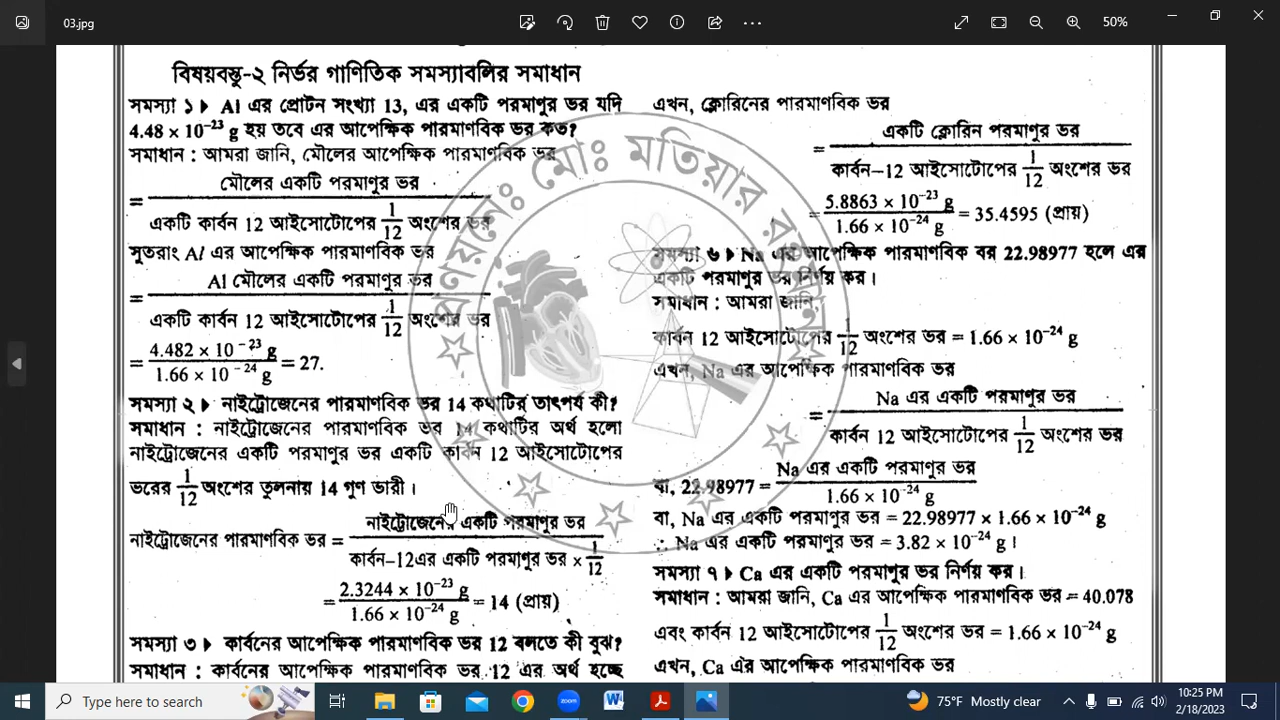 03.jpg
50%
বিষয়বস্তু-২ নির্ভর গাণিতিক সমস্যাবলির সমাধান
সমস্যা ১ ▶ Al এর প্রোটন সংখ্যা 13, এর একটি পরমাণুর ভর যদি
4.48 × 10⁻²³ g হয় তবে এর আপেক্ষিক পারমাণবিক ভর কত?
সমাধান : আমরা জানি, মৌলের আপেক্ষিক পারমাণবিক ভর
মৌলের একটি পরমাণুর ভর
=
একটি কার্বন 12 আইসোটোপের 1/12 অংশের ভর
সুতরাং Al এর আপেক্ষিক পারমাণবিক ভর
Al মৌলের একটি পরমাণুর ভর
=
একটি কার্বন 12 আইসোটোপের 1/12 অংশের ভর
= 4.482 × 10⁻²³ g / 1.66 × 10⁻²⁴ g = 27.
সমস্যা ২ ▶ নাইট্রোজেনের পারমাণবিক ভর 14 কথাটির তাৎপর্য কী?
সমাধান : নাইট্রোজেনের পারমাণবিক ভর 14 কথাটির অর্থ হলো
নাইট্রোজেনের একটি পরমাণুর ভর একটি কার্বন 12 আইসোটোপের
ভরের 1/12 অংশের তুলনায় 14 গুণ ভারী।
নাইট্রোজেনের একটি পরমাণুর ভর
নাইট্রোজেনের পারমাণবিক ভর =
কার্বন–12এর একটি পরমাণুর ভর × 1/12
= 2.3244 × 10⁻²³ g / 1.66 × 10⁻²⁴ g = 14 (প্রায়)
সমস্যা ৩ ▶ কার্বনের আপেক্ষিক পারমাণবিক ভর 12 বলতে কী বুঝ?
সমাধান : কার্বনের আপেক্ষিক পারমাণবিক ভর 12 এর অর্থ হচ্ছে
এখন, ক্লোরিনের পারমাণবিক ভর
একটি ক্লোরিন পরমাণুর ভর
=
কার্বন–12 আইসোটোপের 1/12 অংশের ভর
= 5.8863 × 10⁻²³ g / 1.66 × 10⁻²⁴ g = 35.4595 (প্রায়)
সমস্যা ৬ ▶ Na এর আপেক্ষিক পারমাণবিক বর 22.98977 হলে এর
একটি পরমাণুর ভর নির্ণয় কর।
সমাধান : আমরা জানি,
কার্বন 12 আইসোটোপের 1/12 অংশের ভর = 1.66 × 10⁻²⁴ g
এখন, Na এর আপেক্ষিক পারমাণবিক ভর
Na এর একটি পরমাণুর ভর
=
কার্বন 12 আইসোটোপের 1/12 অংশের ভর
বা, 22.98977 = Na এর একটি পরমাণুর ভর / 1.66 × 10⁻²⁴ g
বা, Na এর একটি পরমাণুর ভর = 22.98977 × 1.66 × 10⁻²⁴ g
∴ Na এর একটি পরমাণুর ভর = 3.82 × 10⁻²⁴ g।
সমস্যা ৭ ▶ Ca এর একটি পরমাণুর ভর নির্ণয় কর।
সমাধান : আমরা জানি, Ca এর আপেক্ষিক পারমাণবিক ভর = 40.078
এবং কার্বন 12 আইসোটোপের 1/12 অংশের ভর = 1.66 × 10⁻²⁴ g
এখন, Ca এর আপেক্ষিক পারমাণবিক ভর
প্রণয়নে: মোঃ মতিয়ার রহমান
Type here to search
zoom
75°F Mostly clear
10:25 PM
2/18/2023